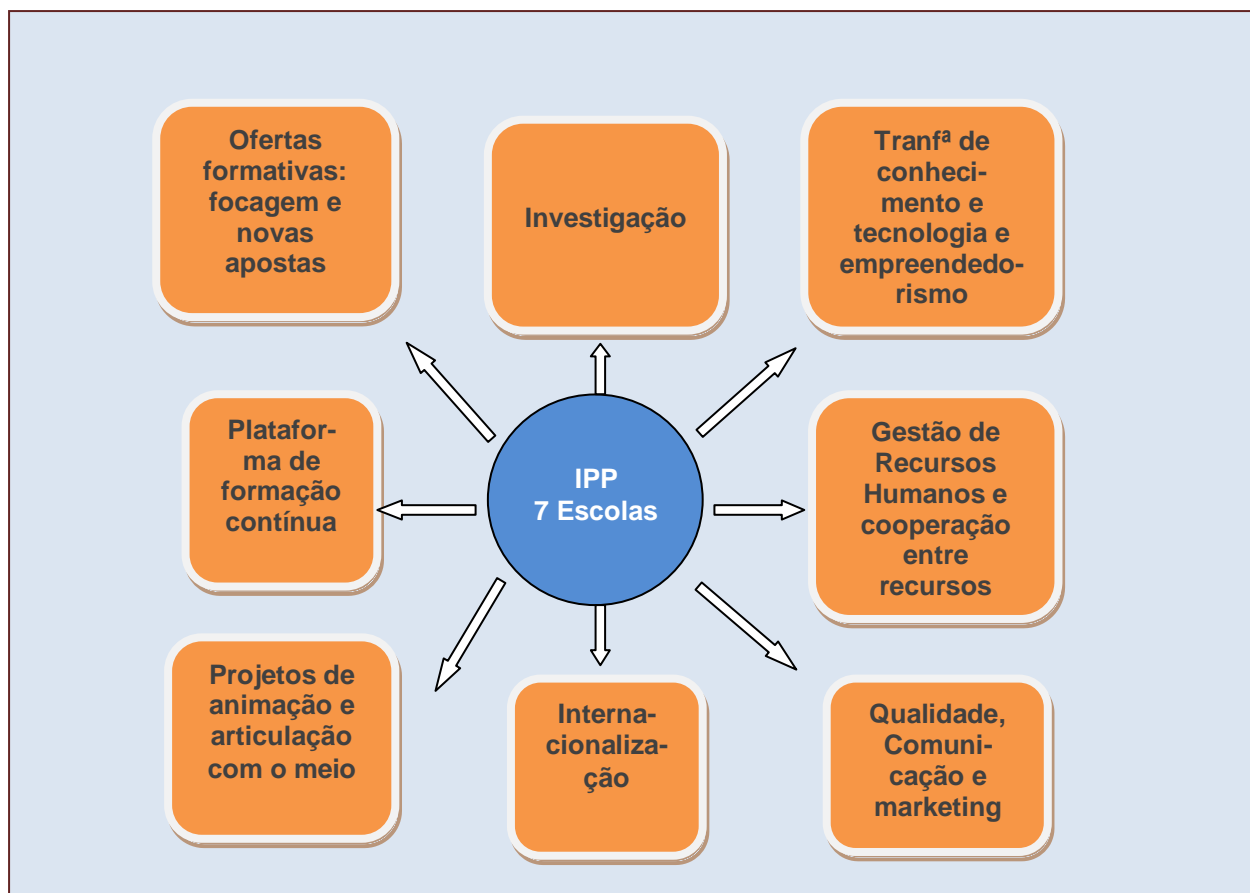 Ofertas
formativas:
focagem e
novas
apostas
Investigação
Tranfª de
conheci-
mento e
tecnologia e
empreendedo-
rismo
Platafor-
ma de
formação
contínua
IPP
7 Escolas
Gestão de
Recursos
Humanos e
cooperação
entre
recursos
Projetos de
animação e
articulação
com o meio
Interna-
cionaliza-
ção
Qualidade,
Comuni-
cação e
marketing